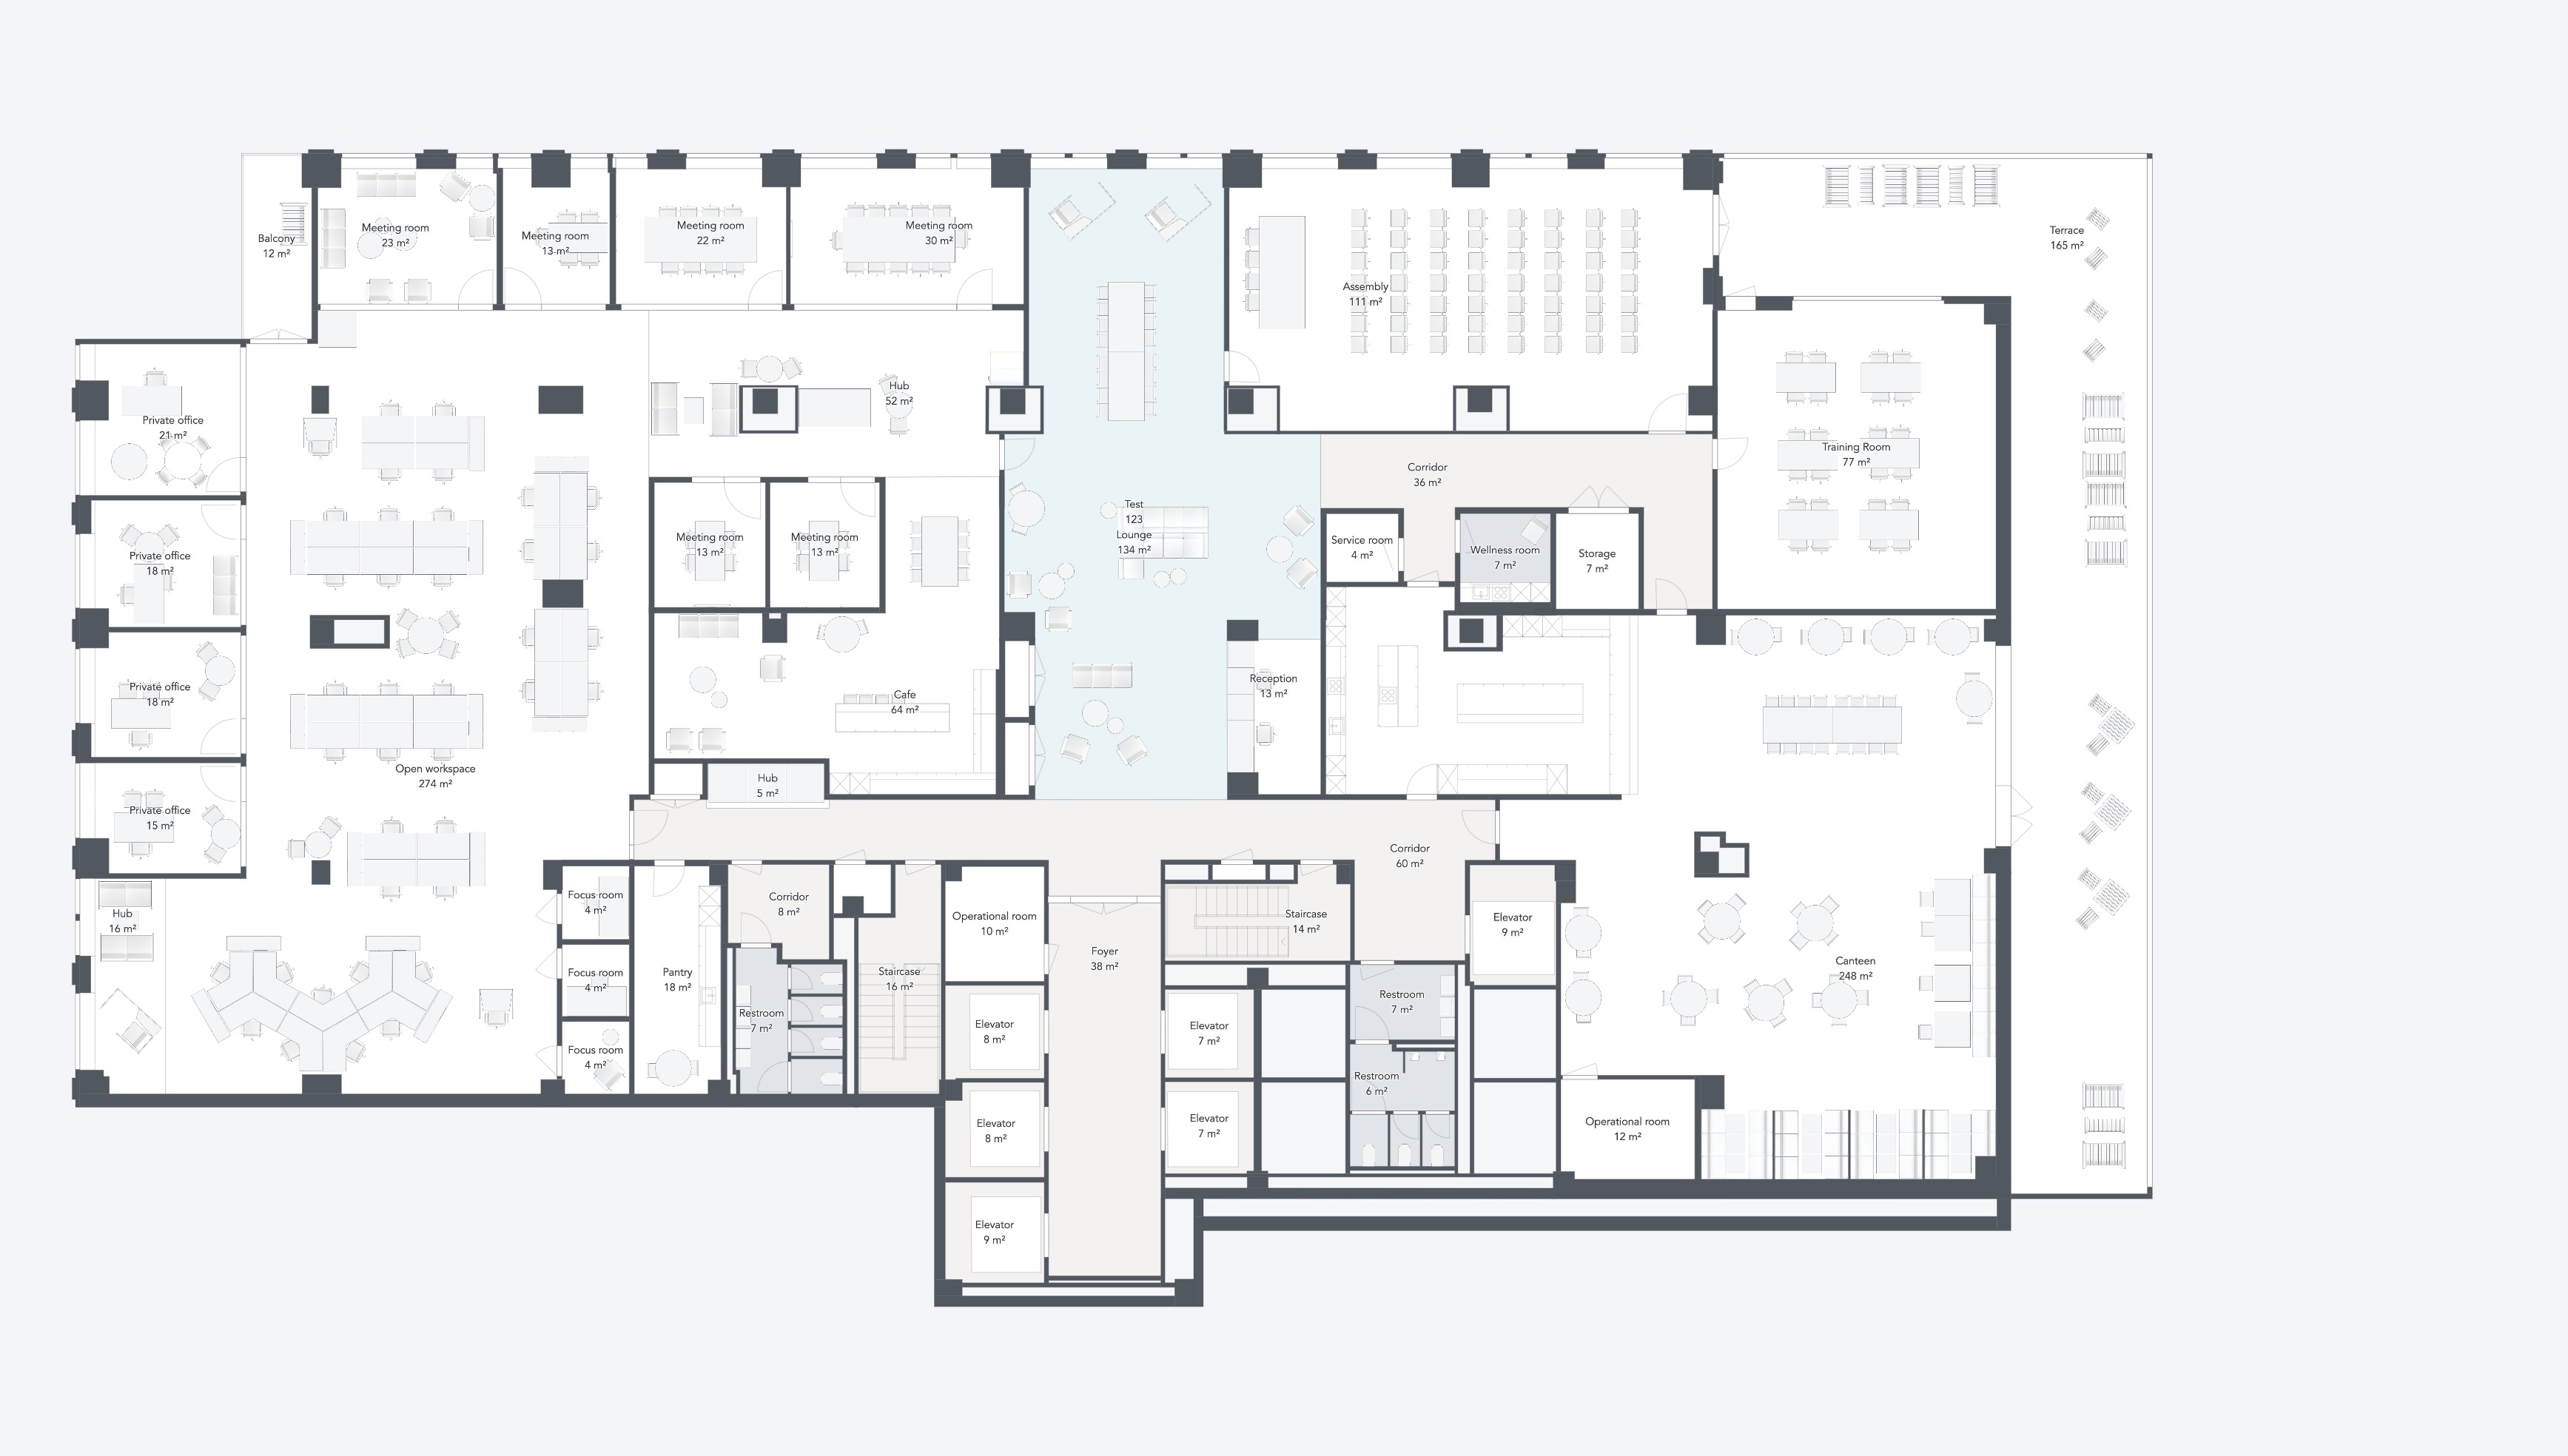 Balcony
12 m²
Meeting room
23 m²
Meeting room
13 m²
Meeting room
22 m²
Meeting room
30 m²
Assembly
111 m²
Terrace
165 m²
Private office
21 m²
Hub
52 m²
Corridor
36 m²
Training Room
77 m²
Private office
18 m²
Meeting room
13 m²
Meeting room
13 m²
Test
123
Lounge
134 m²
Service room
4 m²
Wellness room
7 m²
Storage
7 m²
Private office
18 m²
Cafe
64 m²
Reception
13 m²
Open workspace
274 m²
Hub
5 m²
Private office
15 m²
Corridor
60 m²
Hub
16 m²
Focus room
4 m²
Corridor
8 m²
Operational room
10 m²
Staircase
14 m²
Elevator
9 m²
Foyer
38 m²
Canteen
248 m²
Focus room
4 m²
Pantry
18 m²
Staircase
16 m²
Restroom
7 m²
Restroom
7 m²
Elevator
8 m²
Elevator
7 m²
Focus room
4 m²
Restroom
6 m²
Elevator
8 m²
Elevator
7 m²
Operational room
12 m²
Elevator
9 m²